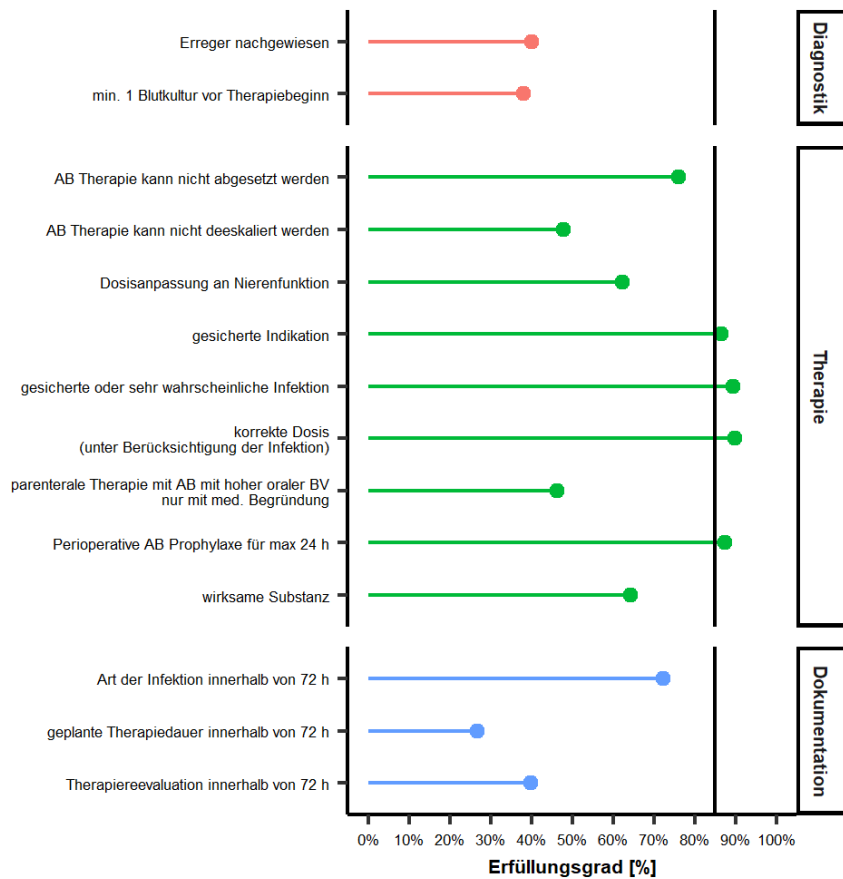 Diagnostik
Erreger nachgewiesen
min. 1 Blutkultur vor Therapiebeginn
Therapie
AB Therapie kann nicht abgesetzt werden
AB Therapie kann nicht deeskaliert werden
Dosisanpassung an Nierenfunktion
gesicherte Indikation
gesicherte oder sehr wahrscheinliche Infektion
korrekte Dosis
(unter Berücksichtigung der Infektion)
parenterale Therapie mit AB mit hoher oraler BV
nur mit med. Begründung
Perioperative AB Prophylaxe für max 24 h
wirksame Substanz
Dokumentation
Art der Infektion innerhalb von 72 h
geplante Therapiedauer innerhalb von 72 h
Therapiereevaluation innerhalb von 72 h
0% 10% 20% 30% 40% 50% 60% 70% 80% 90% 100%
Erfüllungsgrad [%]